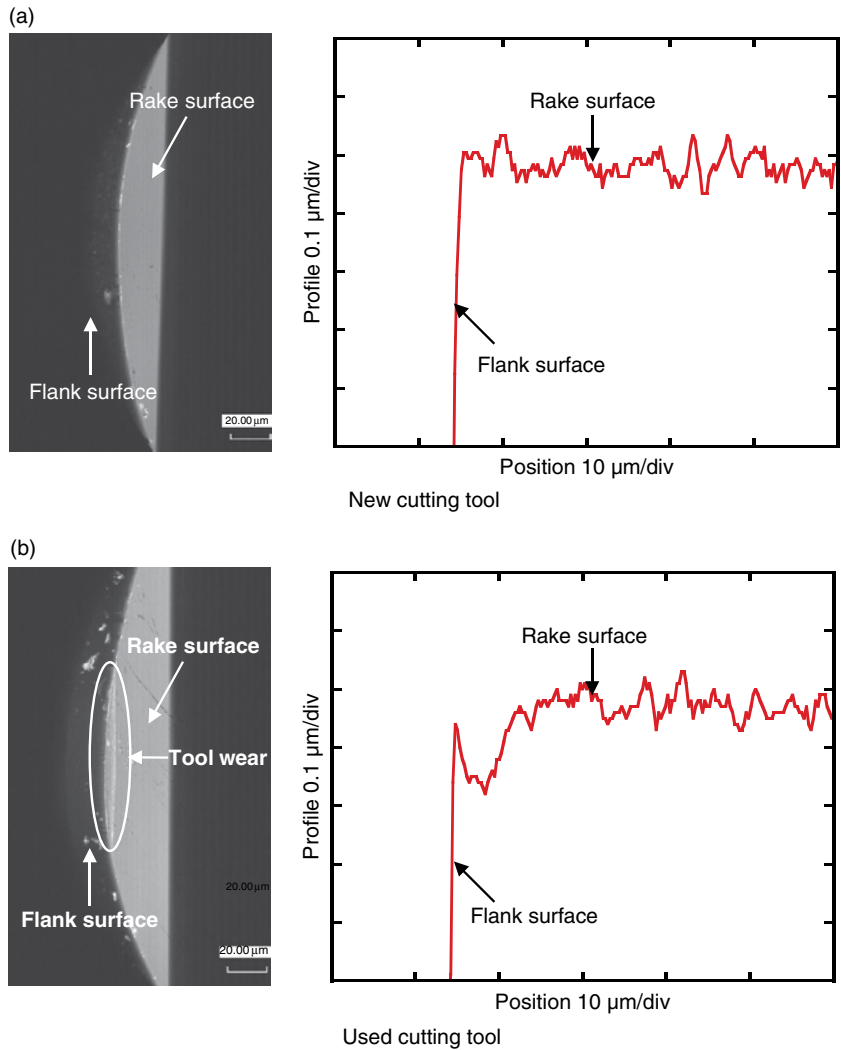 (a)
Rake surface
Flank surface
20.00 µm
Profile 0.1 µm/div
Rake surface
Flank surface
Position 10 µm/div
New cutting tool
(b)
Rake surface
Tool wear
Flank surface
20.00 µm
20.00 µm
Profile 0.1 µm/div
Rake surface
Flank surface
Position 10 µm/div
Used cutting tool